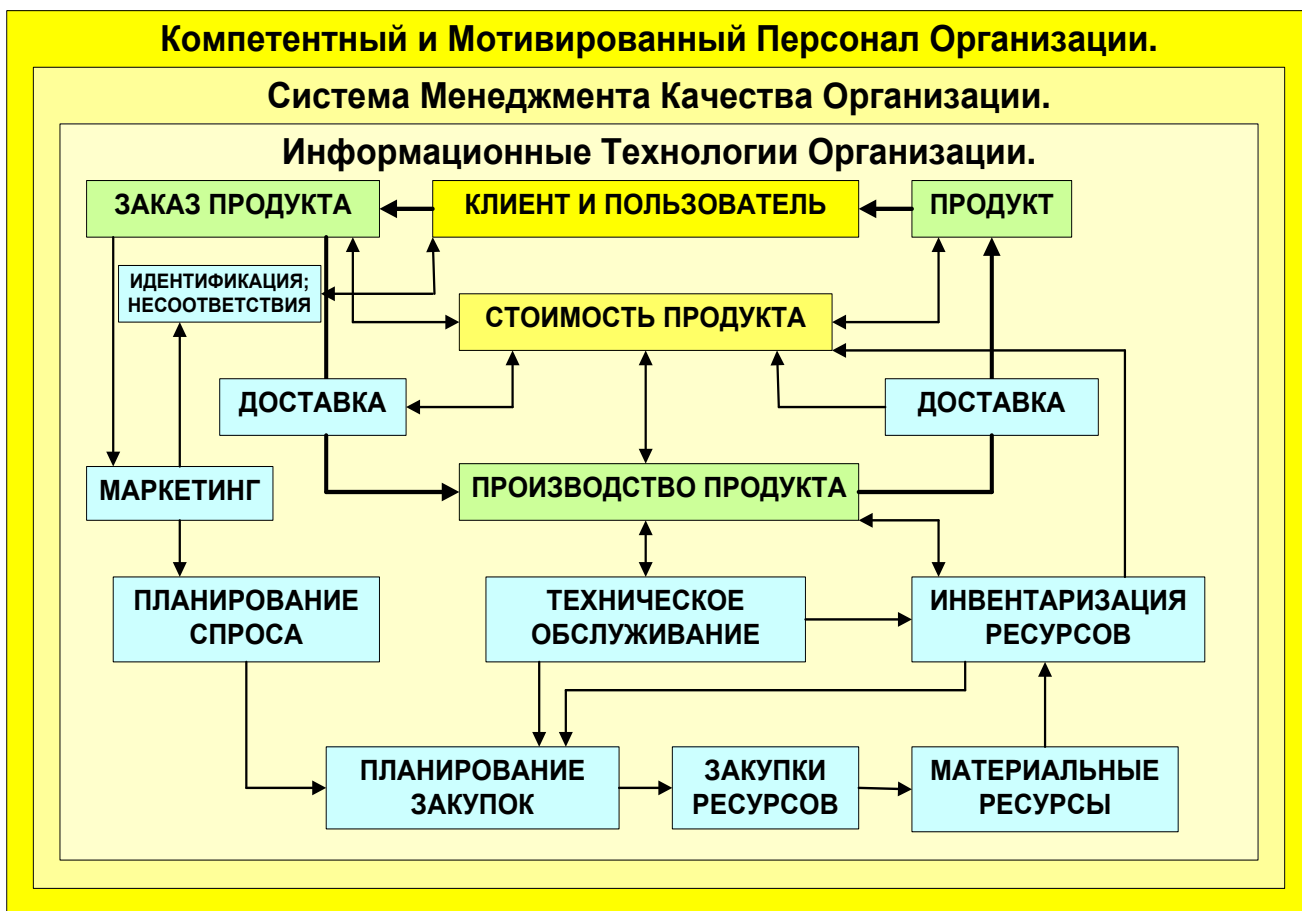 Компетентный и Мотивированный Персонал Организации.
Система Менеджмента Качества Организации.
Информационные Технологии Организации.
ЗАКАЗ ПРОДУКТА
КЛИЕНТ И ПОЛЬЗОВАТЕЛЬ
ПРОДУКТ
ИДЕНТИФИКАЦИЯ;
НЕСООТВЕТСТВИЯ
СТОИМОСТЬ ПРОДУКТА
ДОСТАВКА
ДОСТАВКА
МАРКЕТИНГ
ПРОИЗВОДСТВО ПРОДУКТА
ПЛАНИРОВАНИЕ
СПРОСА
ТЕХНИЧЕСКОЕ
ОБСЛУЖИВАНИЕ
ИНВЕНТАРИЗАЦИЯ
РЕСУРСОВ
ПЛАНИРОВАНИЕ
ЗАКУПОК
ЗАКУПКИ
РЕСУРСОВ
МАТЕРИАЛЬНЫЕ
РЕСУРСЫ